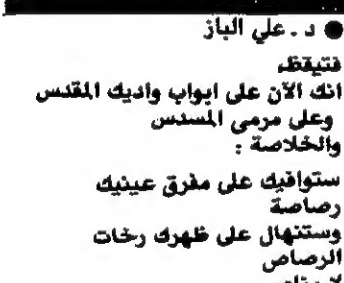 ● د . علي الباز
فتيقظ
انك الآن على ابواب واديك المقدس
وعلى مرمى المسدس
والخلاصة :
ستوافيك على مفرق عينيك
رصاصة
وستنهال على ظهرك رخات
الرصاص